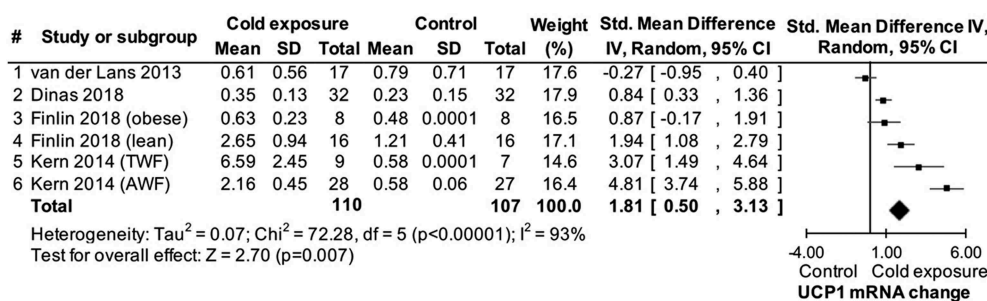 # Study or subgroup Cold exposure Control Weight (%) Std. Mean Difference IV, Random, 95% CI Std. Mean Difference IV, Random, 95% CI
Mean SD Total Mean SD Total
1 van der Lans 2013 0.61 0.56 17 0.79 0.71 17 17.6 -0.27 [ -0.95 , 0.40 ]
2 Dinas 2018 0.35 0.13 32 0.23 0.15 32 17.9 0.84 [ 0.33 , 1.36 ]
3 Finlin 2018 (obese) 0.63 0.23 8 0.48 0.0001 8 16.5 0.87 [ -0.17 , 1.91 ]
4 Finlin 2018 (lean) 2.65 0.94 16 1.21 0.41 16 17.1 1.94 [ 1.08 , 2.79 ]
5 Kern 2014 (TWF) 6.59 2.45 9 0.58 0.0001 7 14.6 3.07 [ 1.49 , 4.64 ]
6 Kern 2014 (AWF) 2.16 0.45 28 0.58 0.06 27 16.4 4.81 [ 3.74 , 5.88 ]
Total 110 107 100.0 1.81 [ 0.50 , 3.13 ]
Heterogeneity: Tau² = 0.07; Chi² = 72.28, df = 5 (p<0.00001); I² = 93%
Test for overall effect: Z = 2.70 (p=0.007)
-4.00 1.00 6.00
Control Cold exposure
UCP1 mRNA change